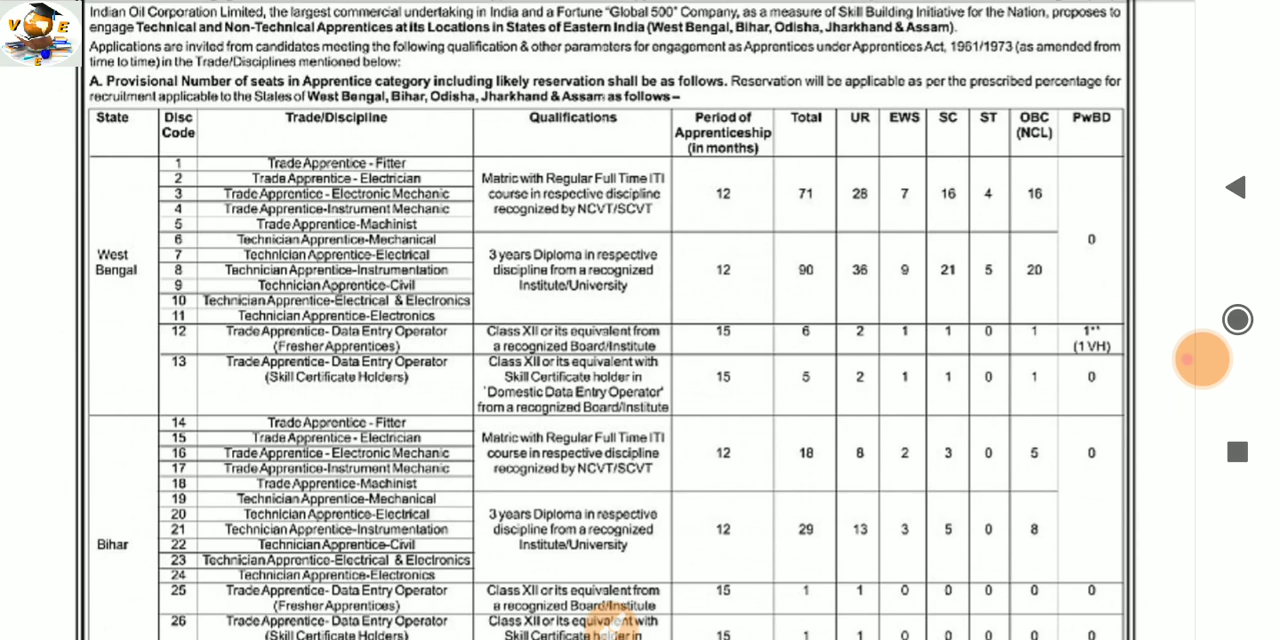 V E
E
Indian Oil Corporation Limited, the largest commercial undertaking in India and a Fortune "Global 500" Company, as a measure of Skill Building Initiative for the Nation, proposes to
engage Technical and Non-Technical Apprentices at its Locations in States of Eastern India (West Bengal, Bihar, Odisha, Jharkhand & Assam).
Applications are invited from candidates meeting the following qualification & other parameters for engagement as Apprentices under Apprentices Act, 1961/1973 (as amended from
time to time) in the Trade/Disciplines mentioned below:
A. Provisional Number of seats in Apprentice category including likely reservation shall be as follows. Reservation will be applicable as per the prescribed percentage for
recruitment applicable to the States of West Bengal, Bihar, Odisha, Jharkhand & Assam as follows–
State Disc Code Trade/Discipline Qualifications Period of Apprenticeship (in months) Total UR EWS SC ST OBC (NCL) PwBD
West Bengal
1 Trade Apprentice - Fitter
2 Trade Apprentice - Electrician
3 Trade Apprentice - Electronic Mechanic
4 Trade Apprentice-Instrument Mechanic
5 Trade Apprentice-Machinist
Matric with Regular Full Time ITI
course in respective discipline
recognized by NCVT/SCVT
12 71 28 7 16 4 16
6 Technician Apprentice-Mechanical
7 Technician Apprentice-Electrical
8 Technician Apprentice-Instrumentation
9 Technician Apprentice-Civil
10 Technician Apprentice-Electrical & Electronics
11 Technician Apprentice-Electronics
3 years Diploma in respective
discipline from a recognized
Institute/University
12 90 36 9 21 5 20
0
12 Trade Apprentice- Data Entry Operator
(Fresher Apprentices)
Class XII or its equivalent from
a recognized Board/Institute
15 6 2 1 1 0 1 1**
(1 VH)
13 Trade Apprentice- Data Entry Operator
(Skill Certificate Holders)
Class XII or its equivalent with
Skill Certificate holder in
'Domestic Data Entry Operator'
from a recognized Board/Institute
15 5 2 1 1 0 1 0
Bihar
14 Trade Apprentice - Fitter
15 Trade Apprentice - Electrician
16 Trade Apprentice - Electronic Mechanic
17 Trade Apprentice-Instrument Mechanic
18 Trade Apprentice-Machinist
Matric with Regular Full Time ITI
course in respective discipline
recognized by NCVT/SCVT
12 18 8 2 3 0 5 0
19 Technician Apprentice-Mechanical
20 Technician Apprentice-Electrical
21 Technician Apprentice-Instrumentation
22 Technician Apprentice-Civil
23 Technician Apprentice-Electrical & Electronics
24 Technician Apprentice-Electronics
3 years Diploma in respective
discipline from a recognized
Institute/University
12 29 13 3 5 0 8
25 Trade Apprentice- Data Entry Operator
(Fresher Apprentices)
Class XII or its equivalent from
a recognized Board/Institute
15 1 1 0 0 0 0 0
26 Trade Apprentice- Data Entry Operator
(Skill Certificate Holders)
Class XII or its equivalent with
Skill Certificate holder in
15 1 1 0 0 0 0 0